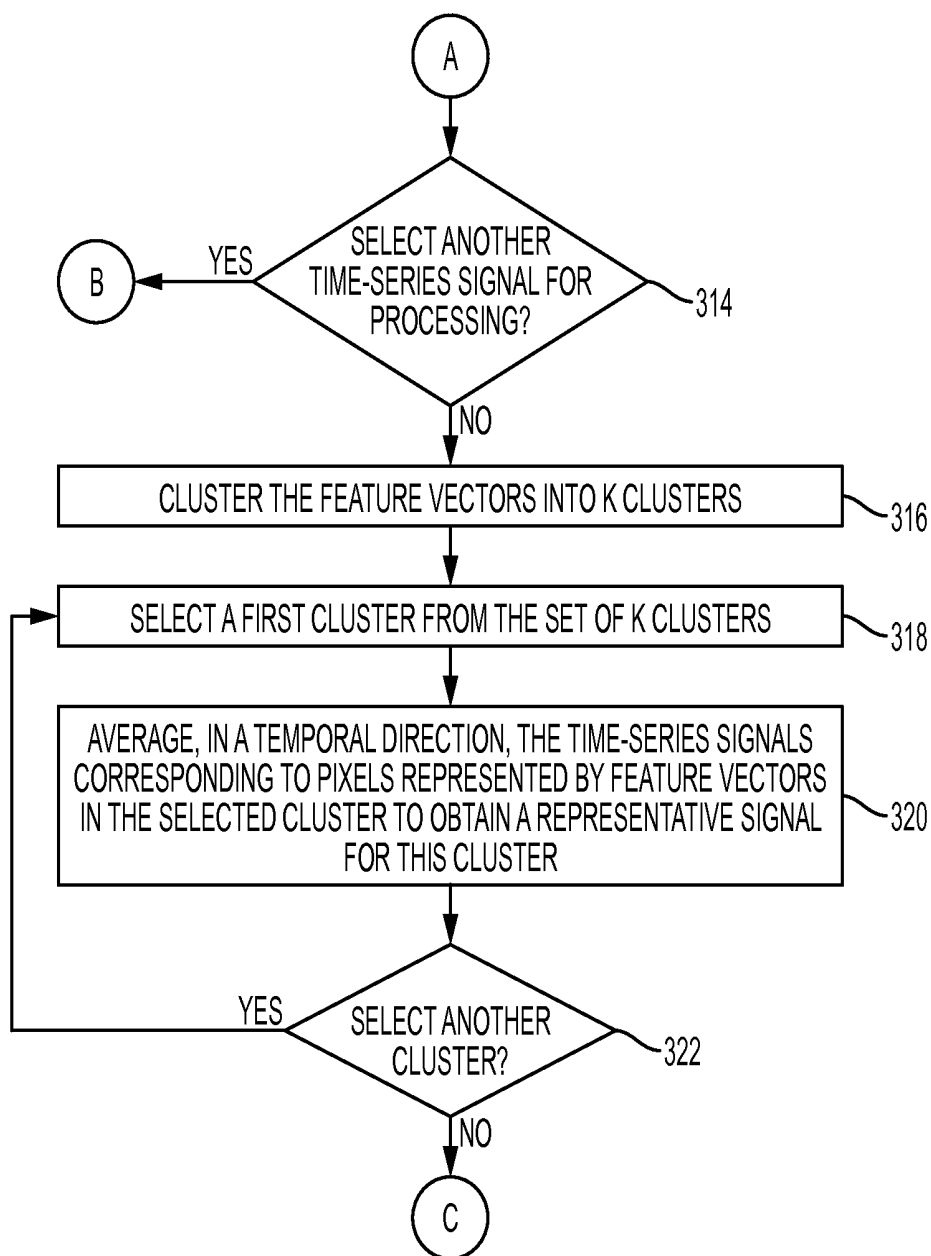 A
SELECT ANOTHER
TIME-SERIES SIGNAL FOR
PROCESSING?
YES
B
314
NO
CLUSTER THE FEATURE VECTORS INTO K CLUSTERS
316
SELECT A FIRST CLUSTER FROM THE SET OF K CLUSTERS
318
AVERAGE, IN A TEMPORAL DIRECTION, THE TIME-SERIES SIGNALS
CORRESPONDING TO PIXELS REPRESENTED BY FEATURE VECTORS
IN THE SELECTED CLUSTER TO OBTAIN A REPRESENTATIVE SIGNAL
FOR THIS CLUSTER
320
YES
SELECT ANOTHER
CLUSTER?
322
NO
C